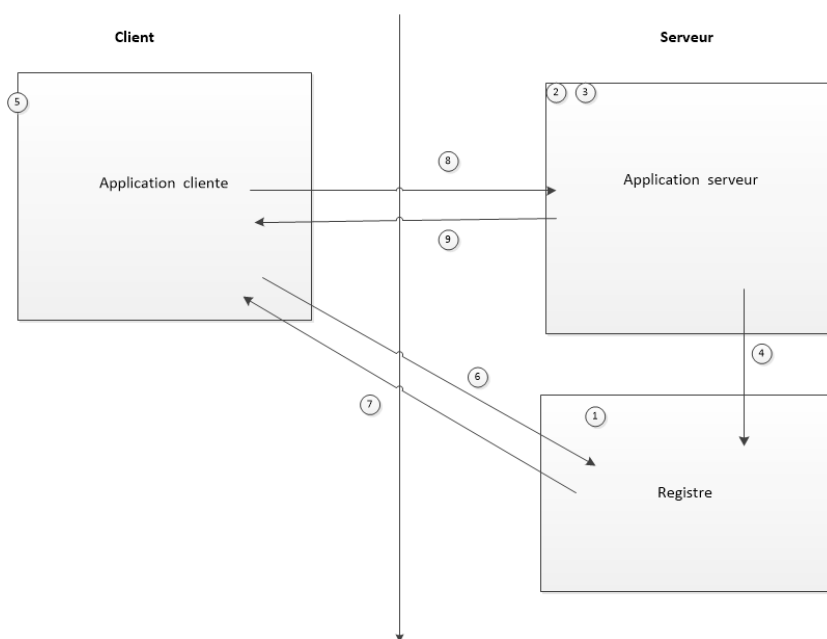 Client
Serveur
5
2 3
8
Application cliente
Application serveur
9
4
6
7
1
Registre